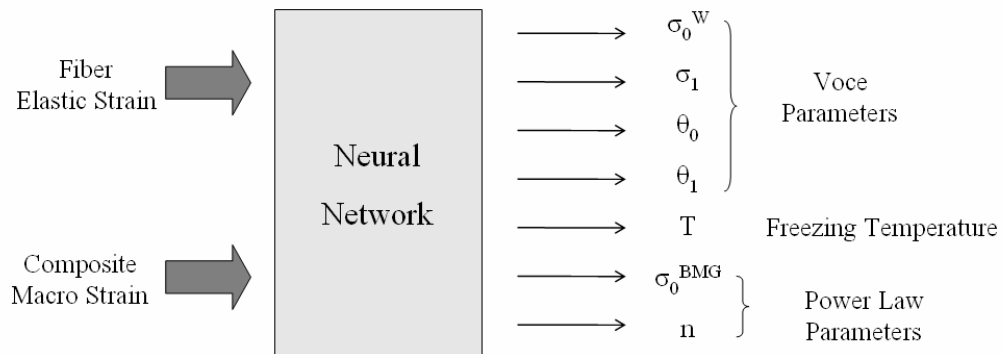 Fiber
Elastic Strain
Composite
Macro Strain
Neural
Network
σ₀ᵂ
σ₁
θ₀
θ₁
T
σ₀ᴮᴹᴳ
n
Voce
Parameters
Freezing Temperature
Power Law
Parameters